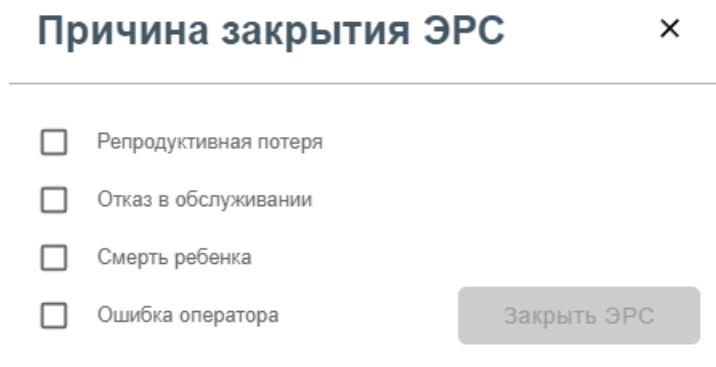 Причина закрытия ЭРС
Репродуктивная потеря
Отказ в обслуживании
Смерть ребенка
Ошибка оператора
Закрыть ЭРС